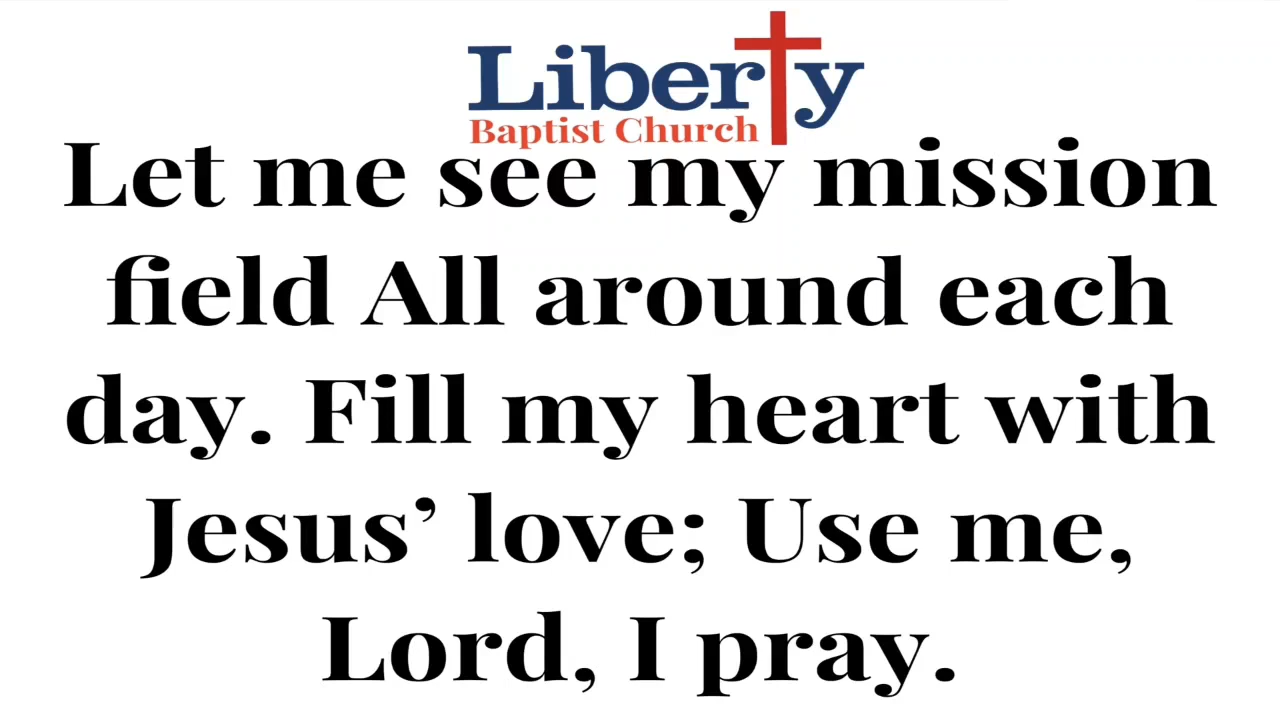 Liberty
Baptist Church
Let me see my mission
field All around each
day. Fill my heart with
Jesus’ love; Use me,
Lord, I pray.